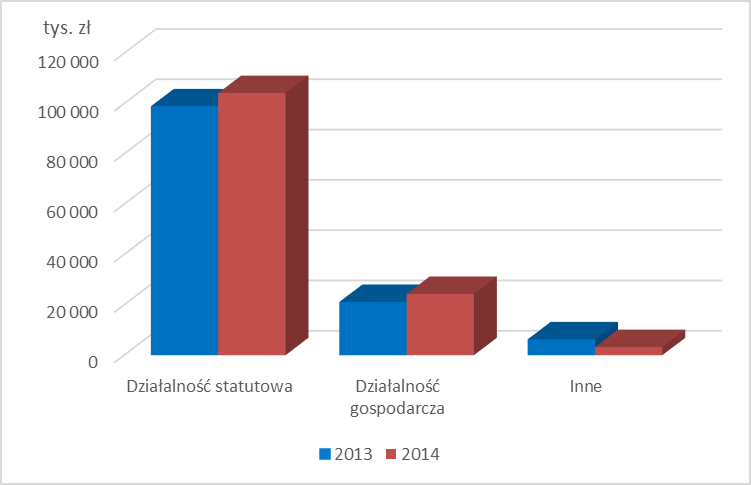 tys. zł
120 000
100 000
80 000
60 000
40 000
20 000
0
Działalność statutowa
Działalność
gospodarcza
Inne
2013
2014